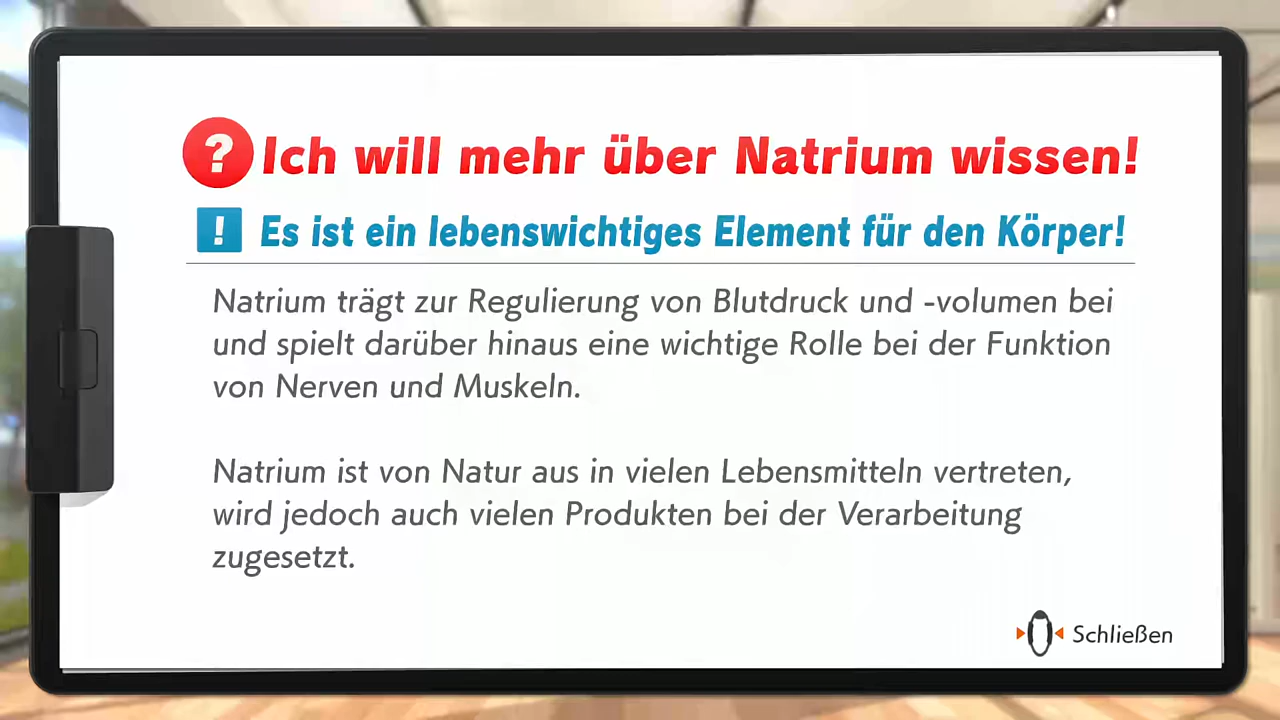 ? Ich will mehr über Natrium wissen!
! Es ist ein lebenswichtiges Element für den Körper!
Natrium trägt zur Regulierung von Blutdruck und -volumen bei
und spielt darüber hinaus eine wichtige Rolle bei der Funktion
von Nerven und Muskeln.
Natrium ist von Natur aus in vielen Lebensmitteln vertreten,
wird jedoch auch vielen Produkten bei der Verarbeitung
zugesetzt.
Schließen